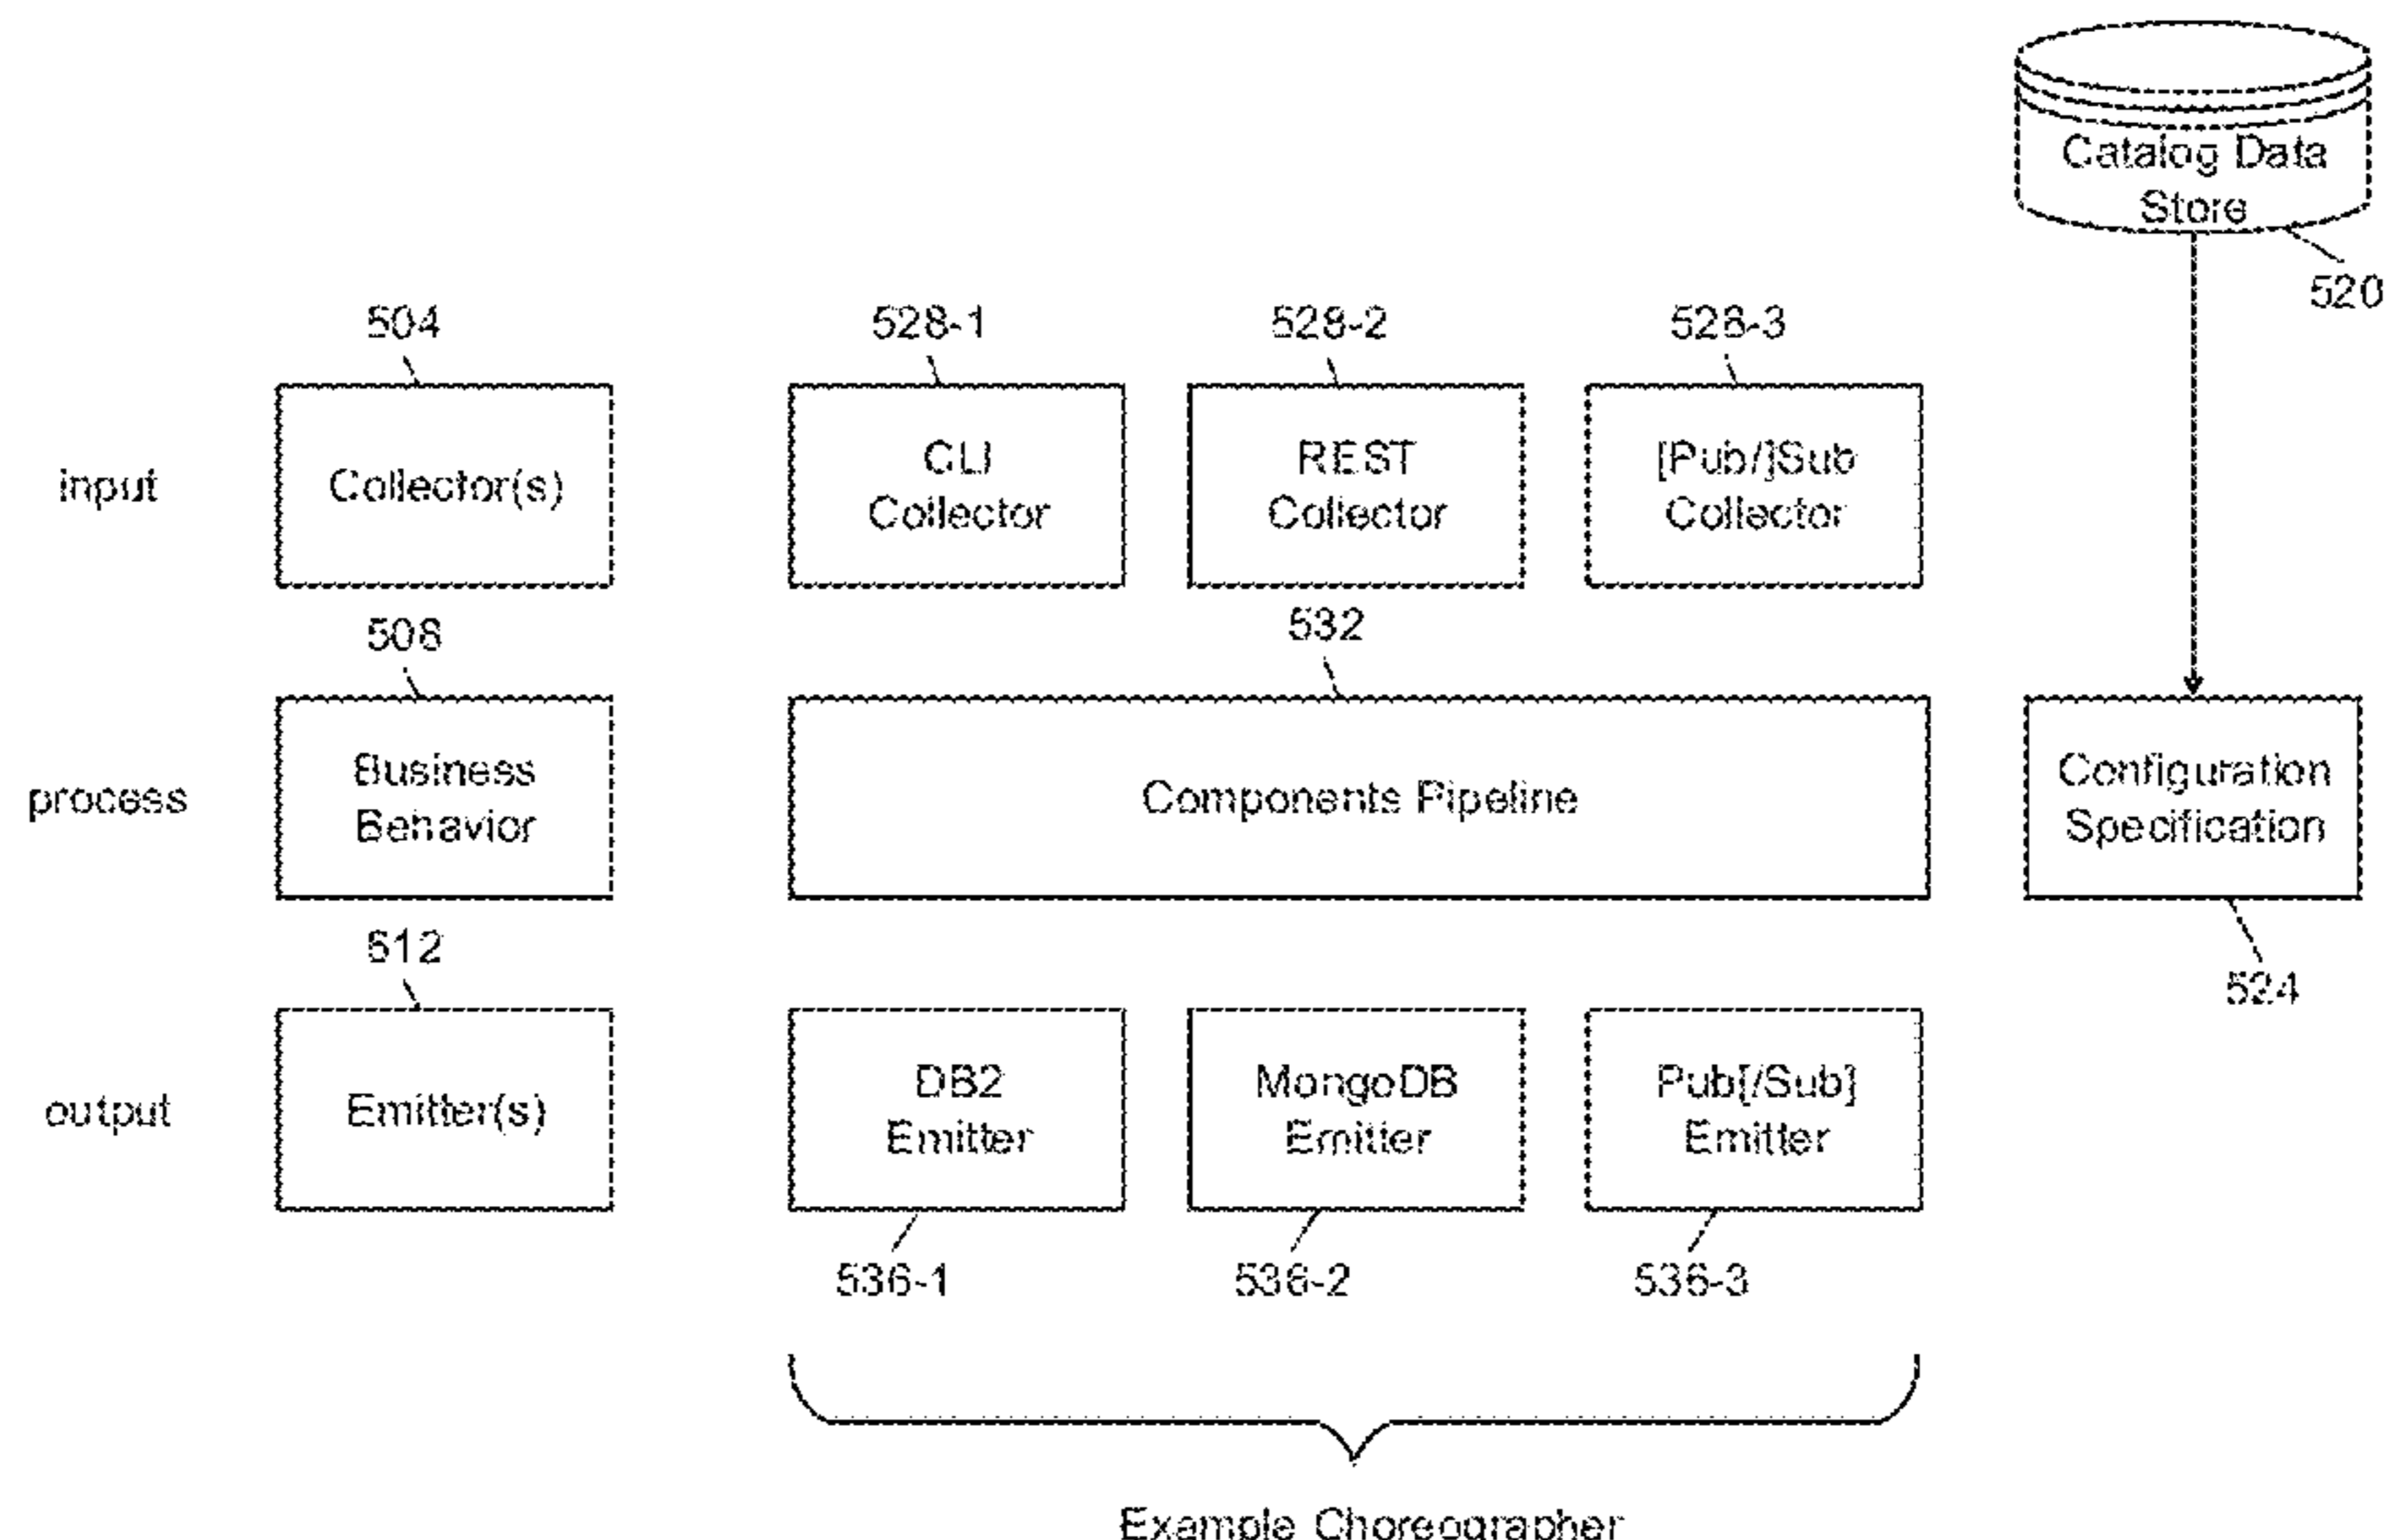 Catalog Data
Store
520
504
528-1
528-2
528-3
input
Collector(s)
CLI
Collector
REST
Collector
[Pub/]Sub
Collector
508
532
process
Business
Behavior
Components Pipeline
Configuration
Specification
512
524
output
Emitter(s)
DB2
Emitter
MongoDB
Emitter
Pub[/Sub]
Emitter
536-1
536-2
536-3
Example Choreographer